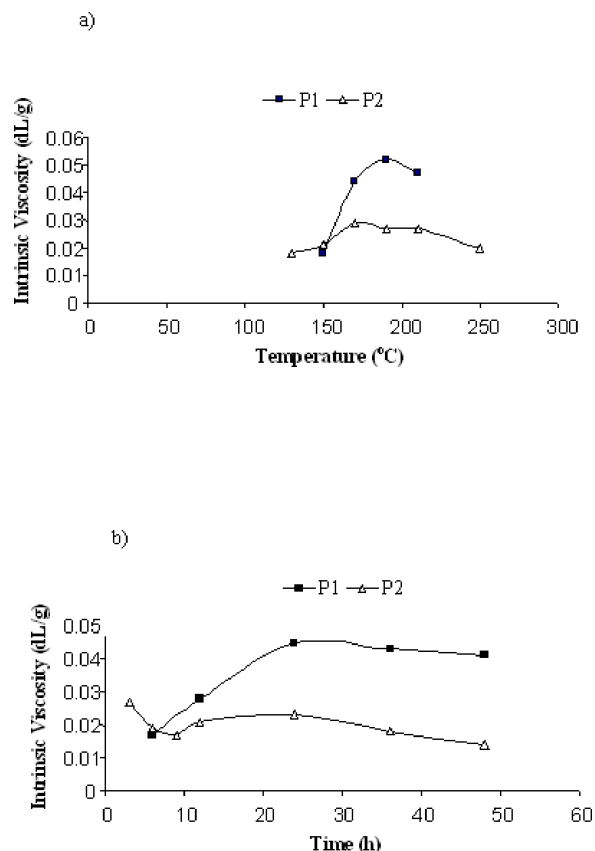 a)
P1 P2
Intrinsic Viscosity (dL/g)
0.06
0.05
0.04
0.03
0.02
0.01
0
0 50 100 150 200 250 300
Temperature (°C)
b)
P1 P2
Intrinsic Viscosity (dL/g)
0.05
0.04
0.03
0.02
0.01
0
0 10 20 30 40 50 60
Time (h)